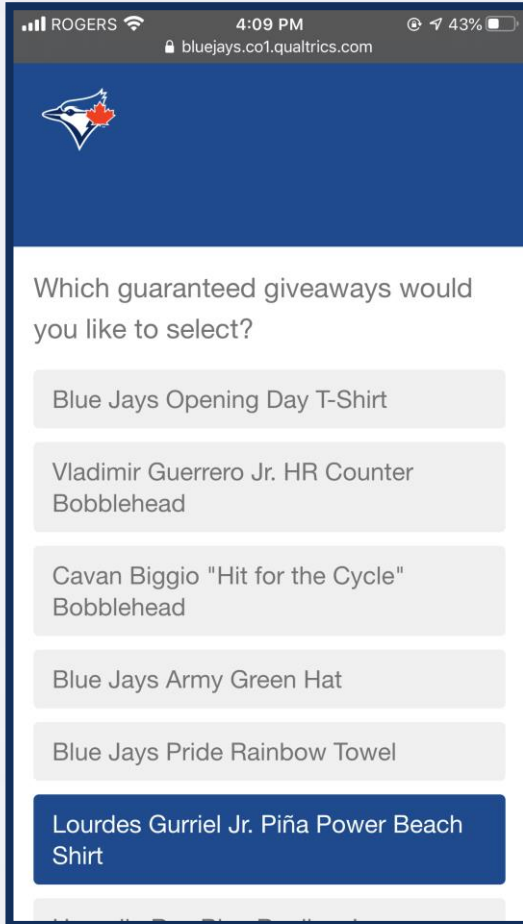 ROGERS 4:09 PM 43%
bluejays.co1.qualtrics.com
Which guaranteed giveaways would
you like to select?
Blue Jays Opening Day T-Shirt
Vladimir Guerrero Jr. HR Counter
Bobblehead
Cavan Biggio "Hit for the Cycle"
Bobblehead
Blue Jays Army Green Hat
Blue Jays Pride Rainbow Towel
Lourdes Gurriel Jr. Piña Power Beach
Shirt